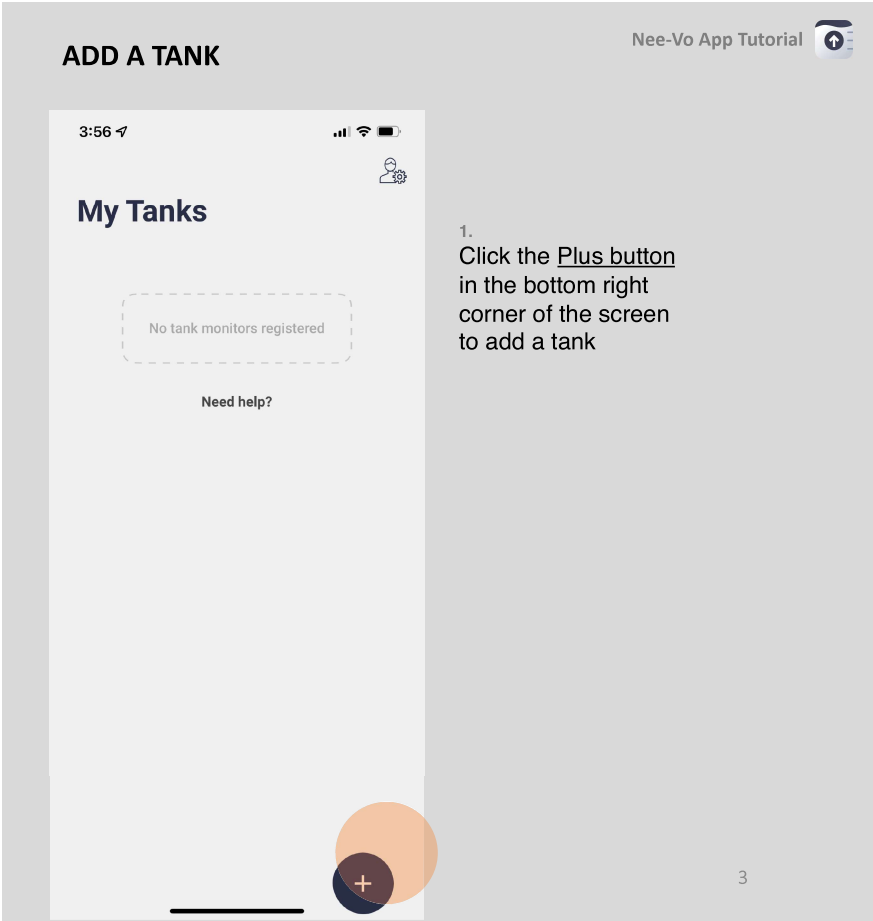 ADD A TANK
Nee-Vo App Tutorial
3:56
My Tanks
No tank monitors registered
Need help?
1.
Click the Plus button
in the bottom right
corner of the screen
to add a tank
+
3